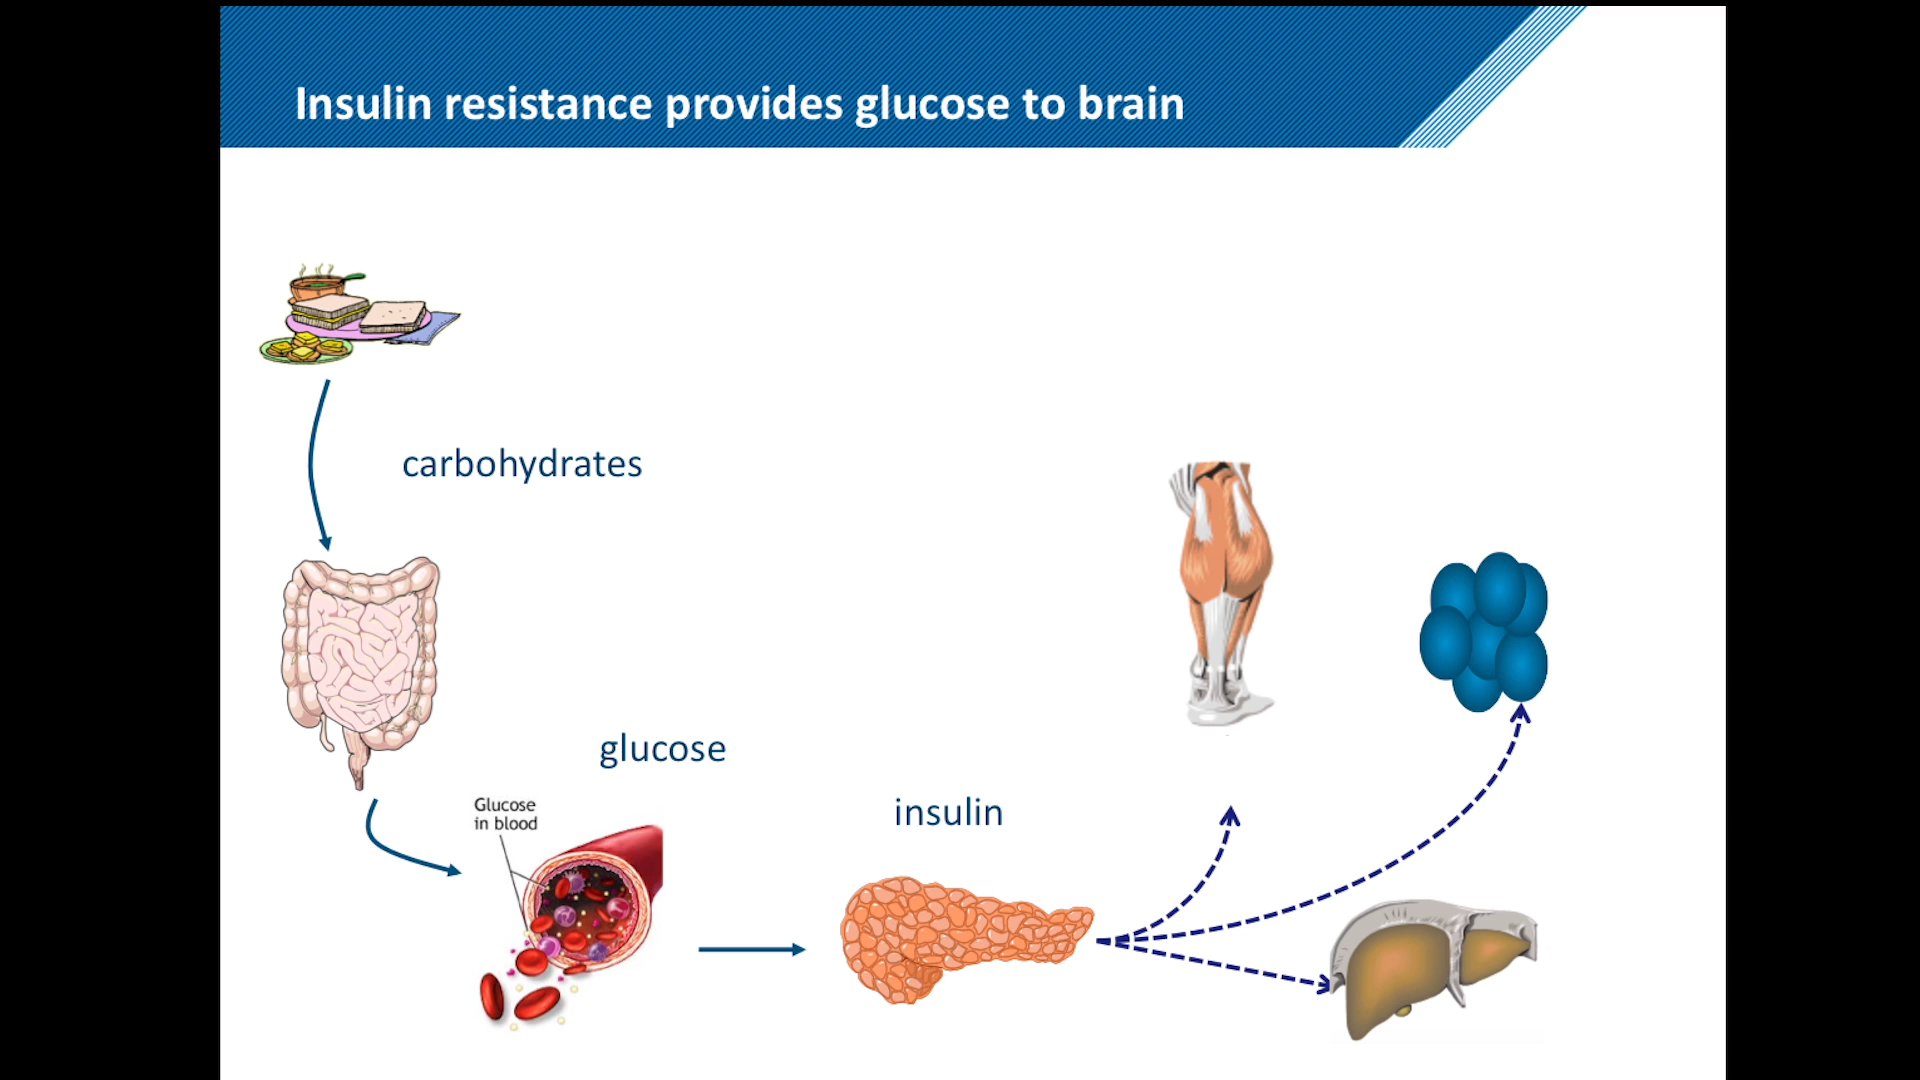 Insulin resistance provides glucose to brain
carbohydrates
glucose
Glucose
in blood
insulin